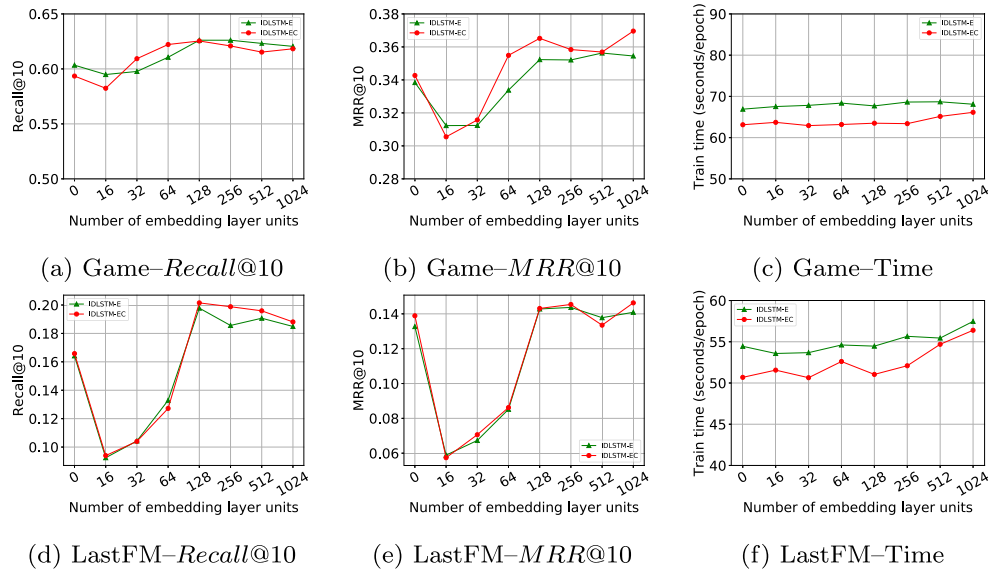 0.65
0.60
0.55
0.50
Recall@10
IDLSTM-E
IDLSTM-EC
0 16 32 64 128 256 512 1024
Number of embedding layer units
(a) Game–Recall@10
0.38
0.36
0.34
0.32
0.30
0.28
MRR@10
IDLSTM-E
IDLSTM-EC
0 16 32 64 128 256 512 1024
Number of embedding layer units
(b) Game–MRR@10
90
80
70
60
50
Train time (seconds/epoch)
IDLSTM-E
IDLSTM-EC
0 16 32 64 128 256 512 1024
Number of embedding layer units
(c) Game–Time
0.20
0.18
0.16
0.14
0.12
0.10
Recall@10
IDLSTM-E
IDLSTM-EC
0 16 32 64 128 256 512 1024
Number of embedding layer units
(d) LastFM–Recall@10
0.14
0.12
0.10
0.08
0.06
MRR@10
IDLSTM-E
IDLSTM-EC
0 16 32 64 128 256 512 1024
Number of embedding layer units
(e) LastFM–MRR@10
60
55
50
45
40
Train time (seconds/epoch)
IDLSTM-E
IDLSTM-EC
0 16 32 64 128 256 512 1024
Number of embedding layer units
(f) LastFM–Time